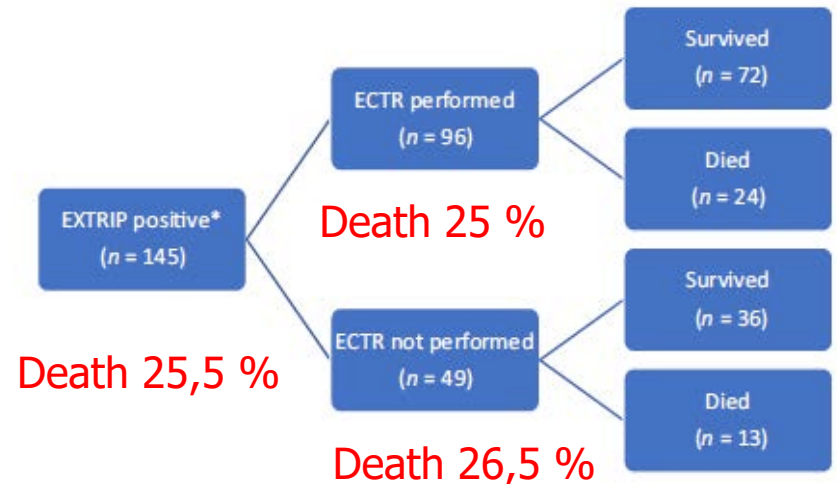 Survived
(n = 72)
ECTR performed
(n = 96)
Died
(n = 24)
Death 25 %
EXTRIP positive*
(n = 145)
Survived
(n = 36)
ECTR not performed
(n = 49)
Death 25,5 %
Died
(n = 13)
Death 26,5 %